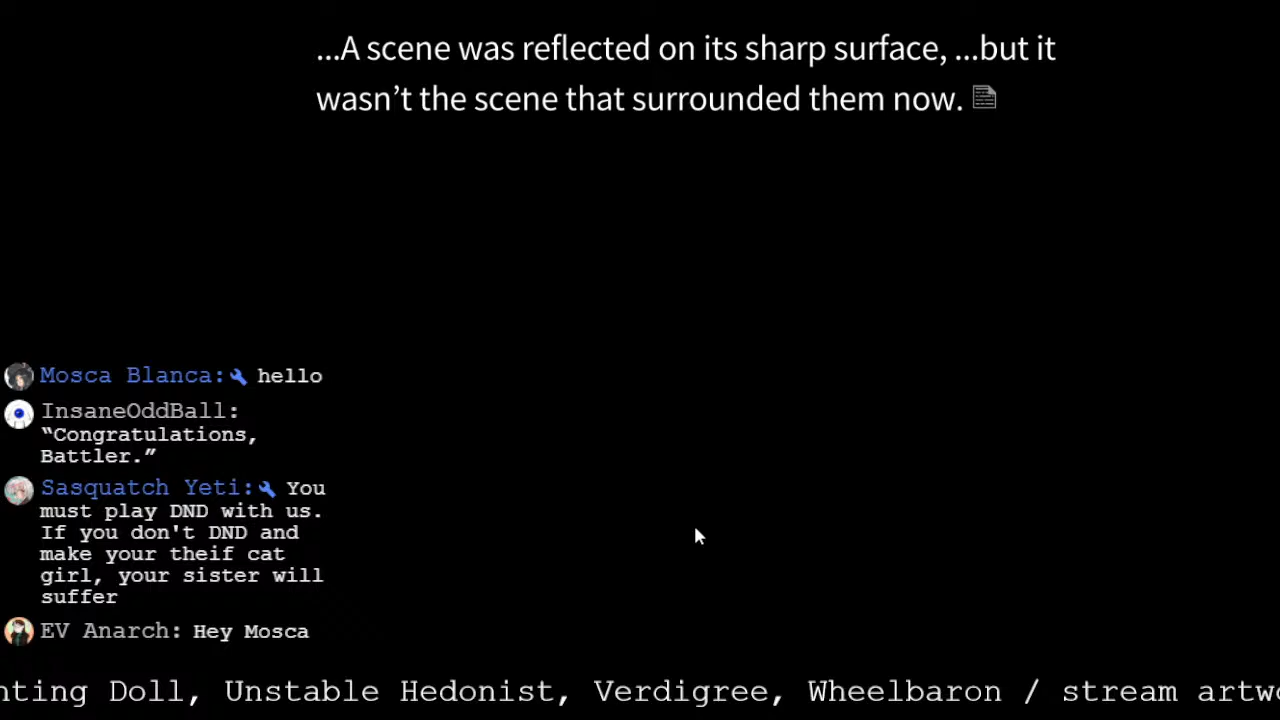 ...A scene was reflected on its sharp surface, ...but it
wasn’t the scene that surrounded them now.
Mosca Blanca: hello
InsaneOddBall:
“Congratulations,
Battler.”
Sasquatch Yeti: You
must play DND with us.
If you don't DND and
make your theif cat
girl, your sister will
suffer
EV Anarch: Hey Mosca
nting Doll, Unstable Hedonist, Verdigree, Wheelbaron / stream artw